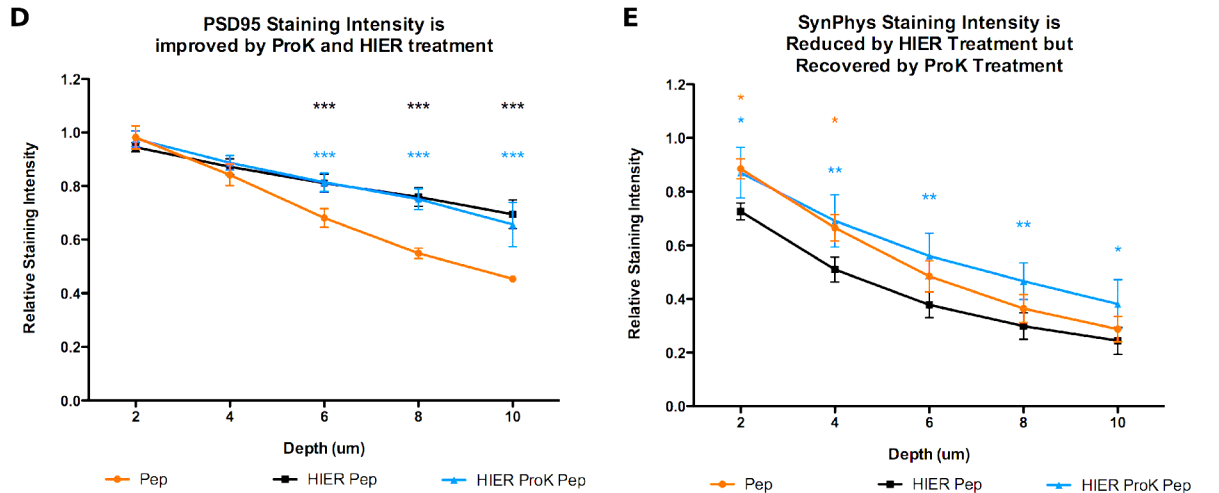 D
PSD95 Staining Intensity is
improved by ProK and HIER treatment
Relative Staining Intensity
1.2
1.0
0.8
0.6
0.4
0.2
0.0
***
***
***
***
***
***
2 4 6 8 10
Depth (um)
Pep HIER Pep HIER ProK Pep
E
SynPhys Staining Intensity is
Reduced by HIER Treatment but
Recovered by ProK Treatment
Relative Staining Intensity
1.2
1.0
0.8
0.6
0.4
0.2
0.0
*
*
*
**
**
**
*
2 4 6 8 10
Depth (um)
Pep HIER Pep HIER ProK Pep